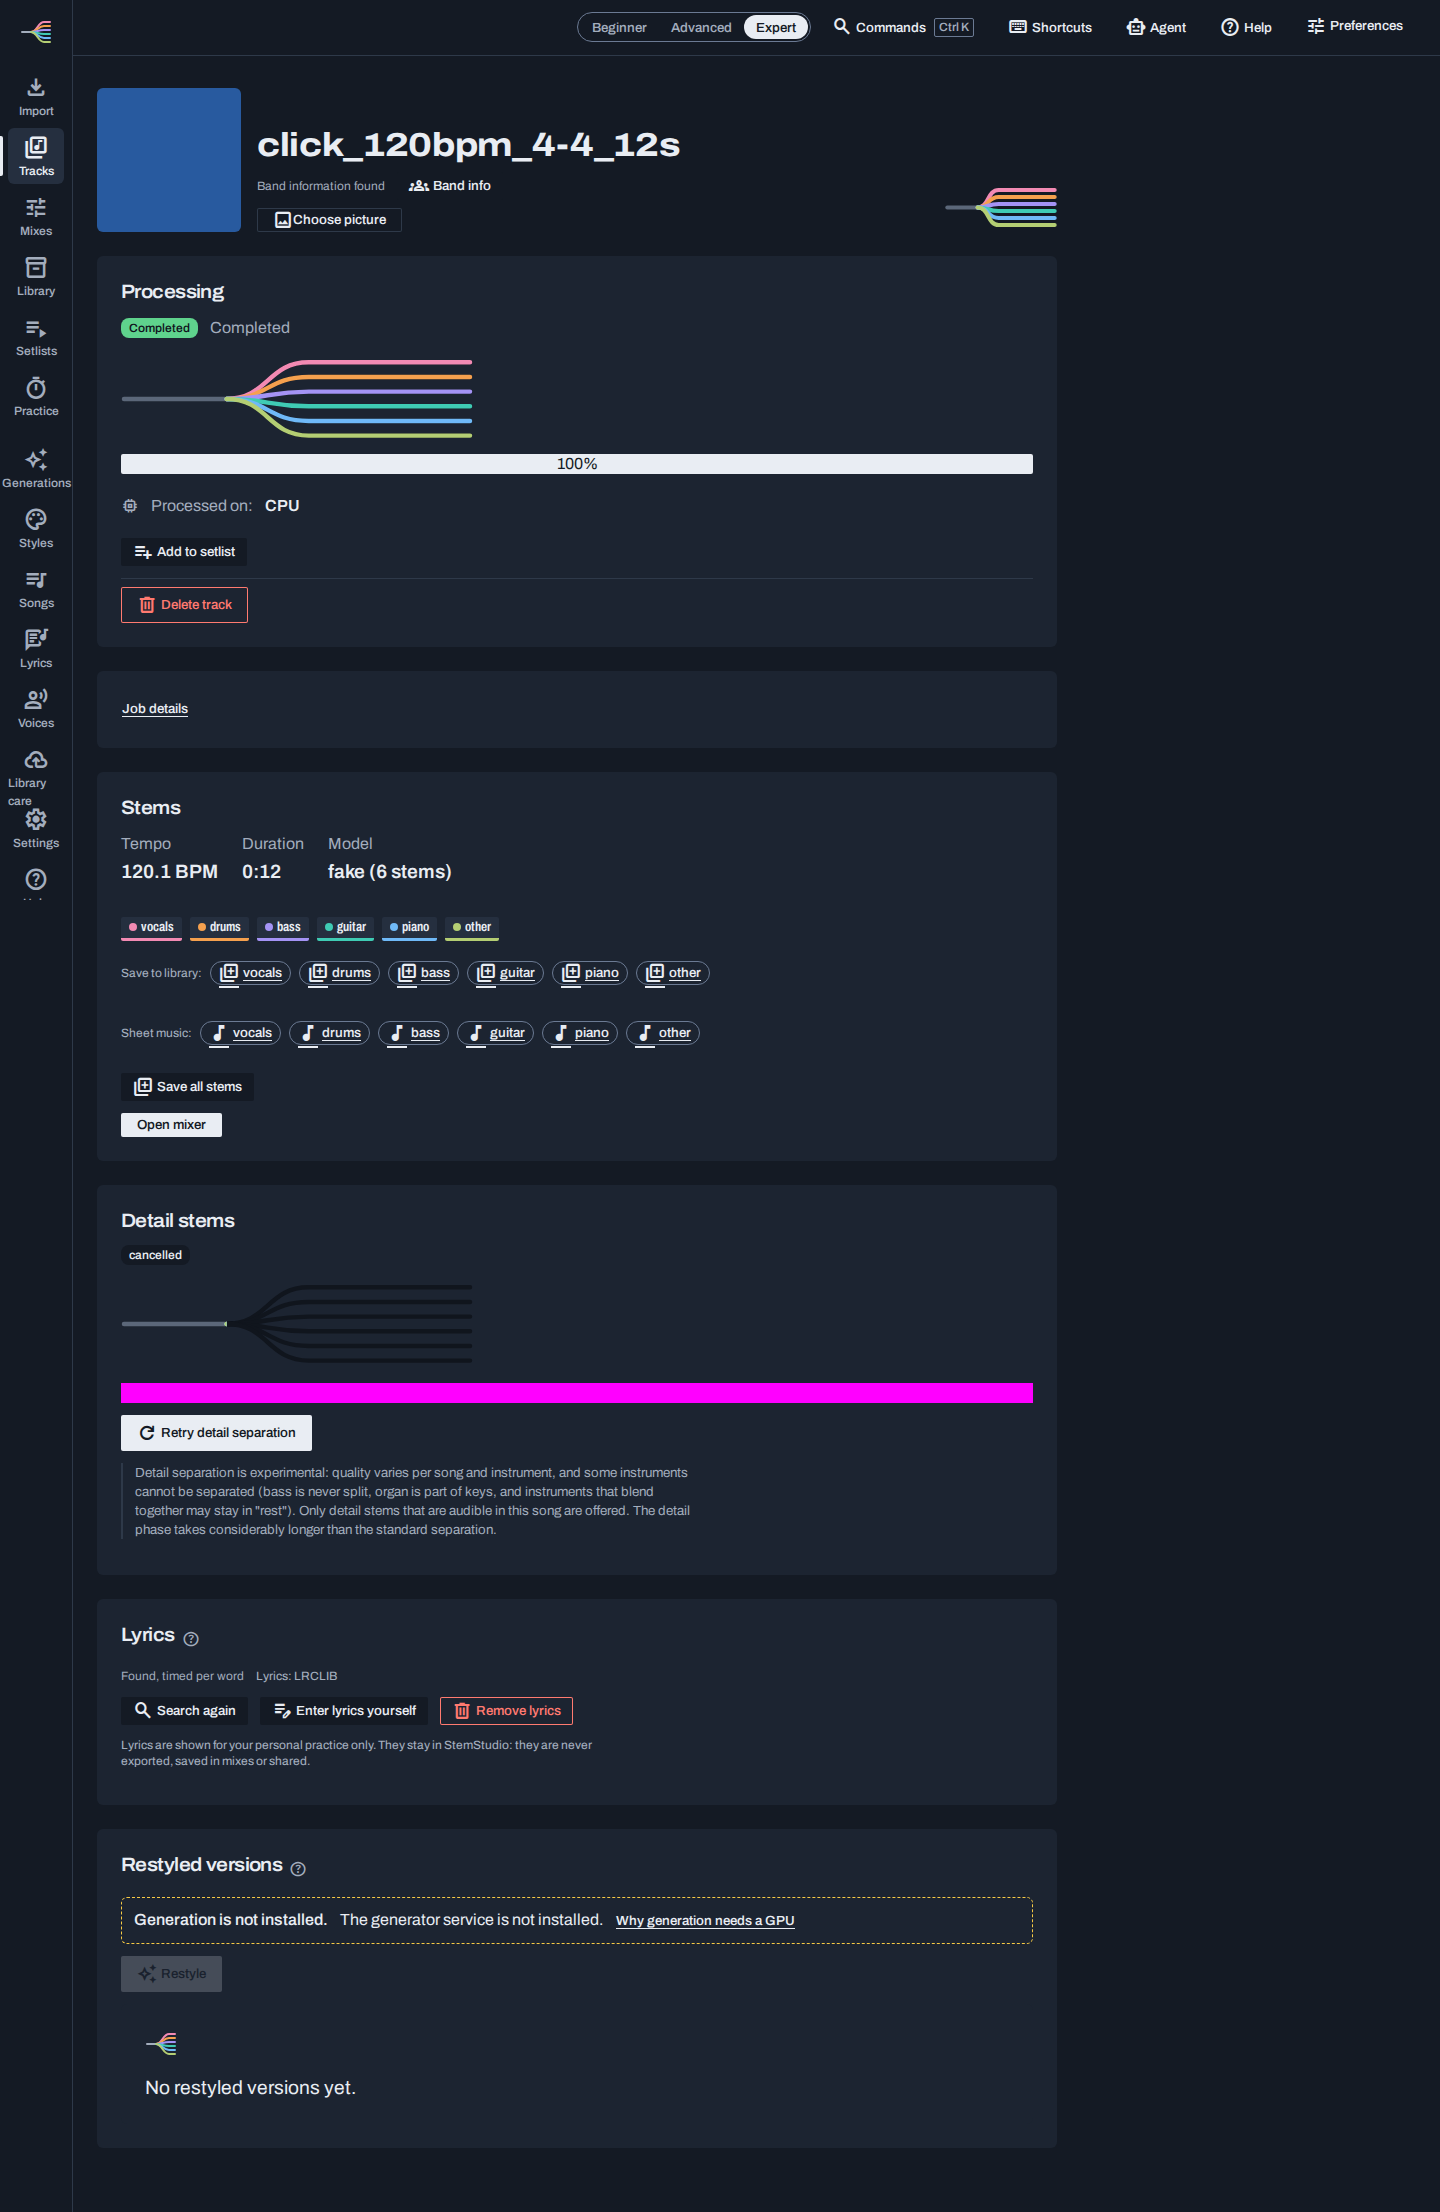 Beginner Advanced Expert Commands Ctrl K Shortcuts Agent Help Preferences
Import
Tracks
Mixes
Library
Setlists
Practice
Generations
Styles
Songs
Lyrics
Voices
Library
care
Settings
click_120bpm_4-4_12s
Band information found Band info
Choose picture
Processing
Completed Completed
100%
Processed on: CPU
Add to setlist
Delete track
Job details
Stems
Tempo Duration Model
120.1 BPM 0:12 fake (6 stems)
vocals drums bass guitar piano other
Save to library: vocals drums bass guitar piano other
Sheet music: vocals drums bass guitar piano other
Save all stems
Open mixer
Detail stems
cancelled
Retry detail separation
Detail separation is experimental: quality varies per song and instrument, and some instruments
cannot be separated (bass is never split, organ is part of keys, and instruments that blend
together may stay in "rest"). Only detail stems that are audible in this song are offered. The detail
phase takes considerably longer than the standard separation.
Lyrics
Found, timed per word Lyrics: LRCLIB
Search again Enter lyrics yourself Remove lyrics
Lyrics are shown for your personal practice only. They stay in StemStudio: they are never
exported, saved in mixes or shared.
Restyled versions
Generation is not installed. The generator service is not installed. Why generation needs a GPU
Restyle
No restyled versions yet.